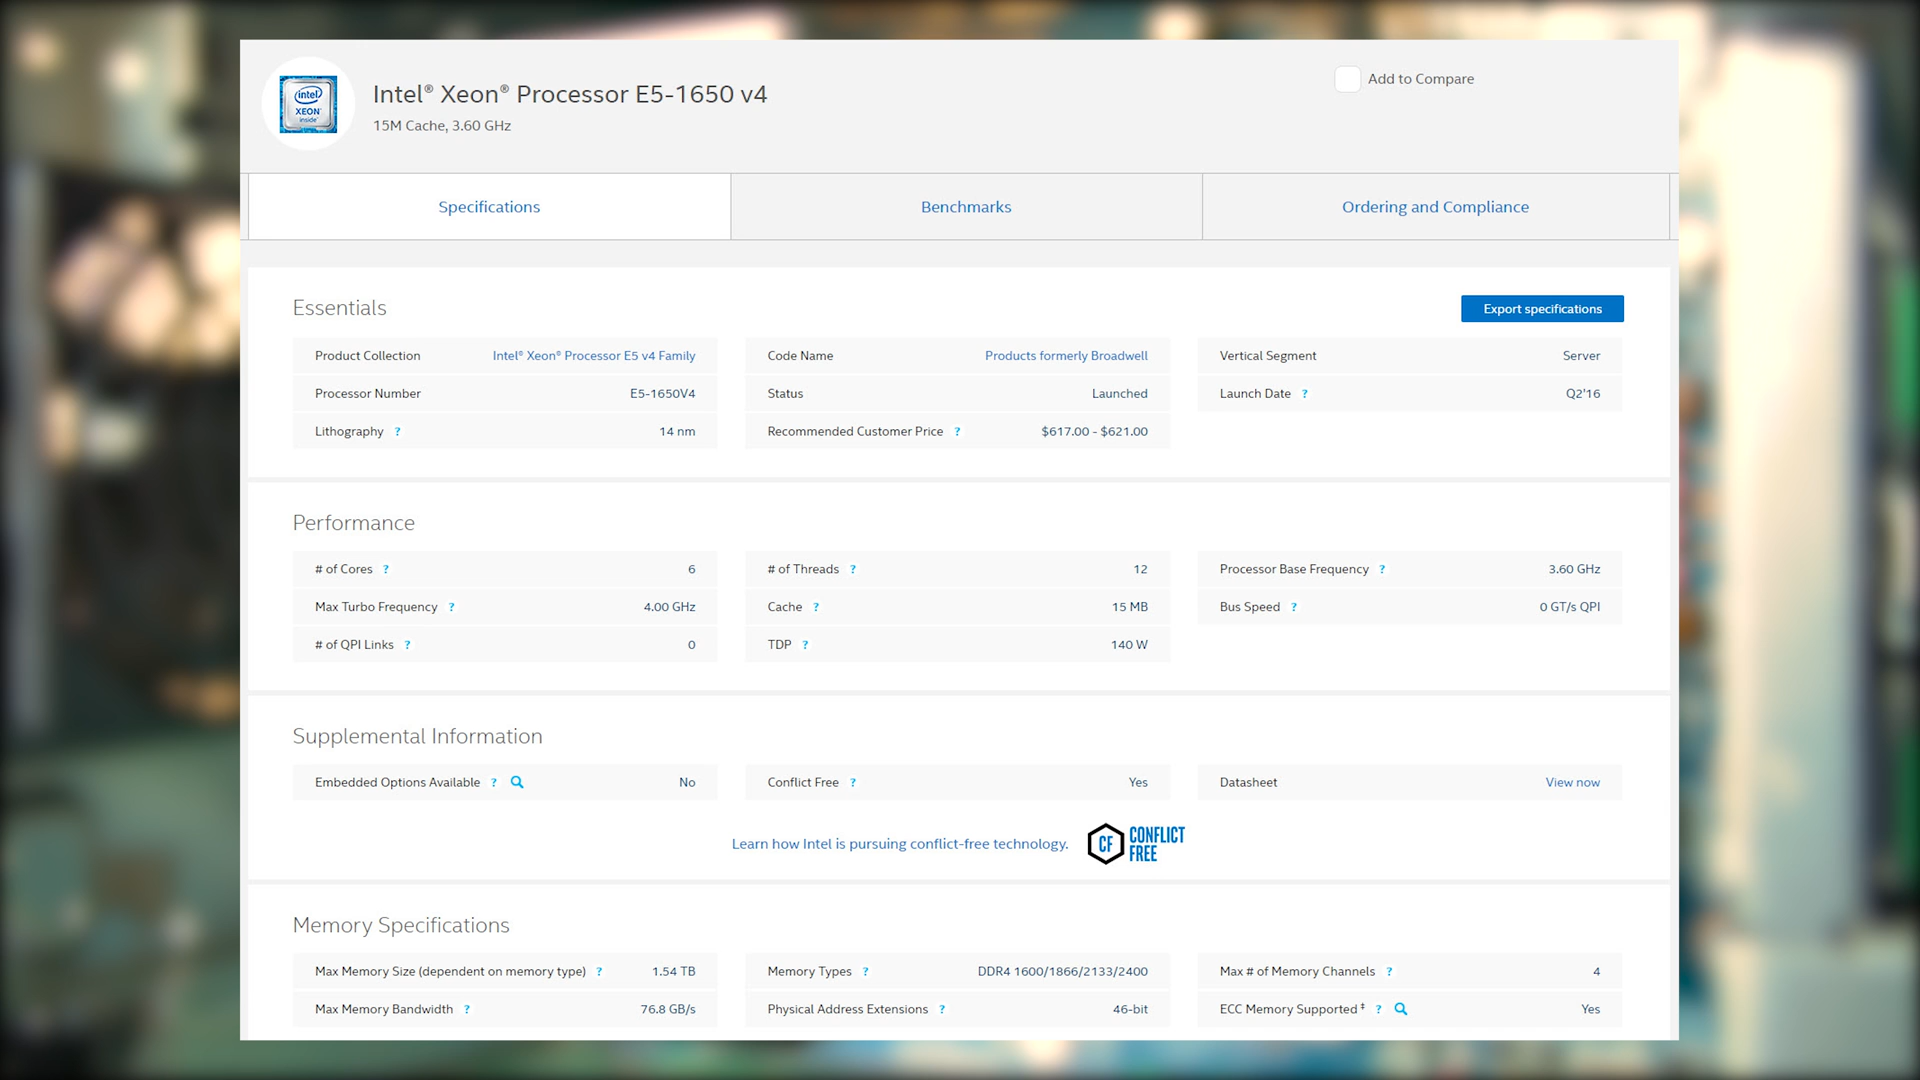 intel
XEON
inside
Intel® Xeon® Processor E5-1650 v4
15M Cache, 3.60 GHz
Add to Compare
Specifications
Benchmarks
Ordering and Compliance
Essentials
Export specifications
Product Collection Intel® Xeon® Processor E5 v4 Family
Code Name Products formerly Broadwell
Vertical Segment Server
Processor Number E5-1650V4
Status Launched
Launch Date ? Q2'16
Lithography ? 14 nm
Recommended Customer Price ? $617.00 - $621.00
Performance
# of Cores ? 6
# of Threads ? 12
Processor Base Frequency ? 3.60 GHz
Max Turbo Frequency ? 4.00 GHz
Cache ? 15 MB
Bus Speed ? 0 GT/s QPI
# of QPI Links ? 0
TDP ? 140 W
Supplemental Information
Embedded Options Available ? No
Conflict Free ? Yes
Datasheet View now
Learn how Intel is pursuing conflict-free technology.
CF CONFLICT
FREE
Memory Specifications
Max Memory Size (dependent on memory type) ? 1.54 TB
Memory Types ? DDR4 1600/1866/2133/2400
Max # of Memory Channels ? 4
Max Memory Bandwidth ? 76.8 GB/s
Physical Address Extensions ? 46-bit
ECC Memory Supported ‡ ? Yes